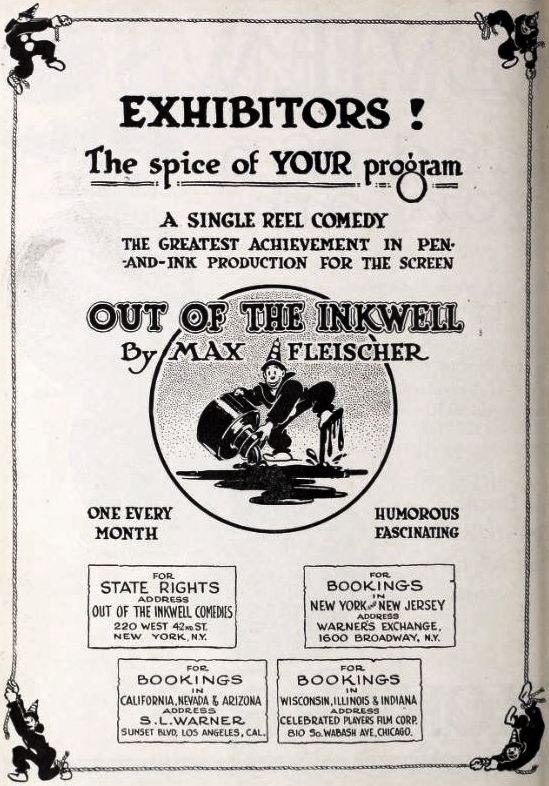 EXHIBITORS !
The spice of YOUR program
A SINGLE REEL COMEDY
THE GREATEST ACHIEVEMENT IN PEN-
-AND-INK PRODUCTION FOR THE SCREEN
OUT OF THE INKWELL
By MAX FLEISCHER
ONE EVERY
MONTH
HUMOROUS
FASCINATING
FOR
STATE RIGHTS
ADDRESS
OUT OF THE INKWELL COMEDIES
220 WEST 42ND ST.
NEW YORK, N.Y.
FOR
BOOKINGS
IN
NEW YORK AND NEW JERSEY
ADDRESS
WARNER'S EXCHANGE,
1600 BROADWAY, N.Y.
FOR
BOOKINGS
IN
CALIFORNIA, NEVADA & ARIZONA
ADDRESS
S.L.WARNER
SUNSET BLVD, LOS ANGELES, CAL.
FOR
BOOKINGS
IN
WISCONSIN, ILLINOIS & INDIANA
ADDRESS
CELEBRATED PLAYERS FILM CORP.
810 So. WABASH AVE, CHICAGO.